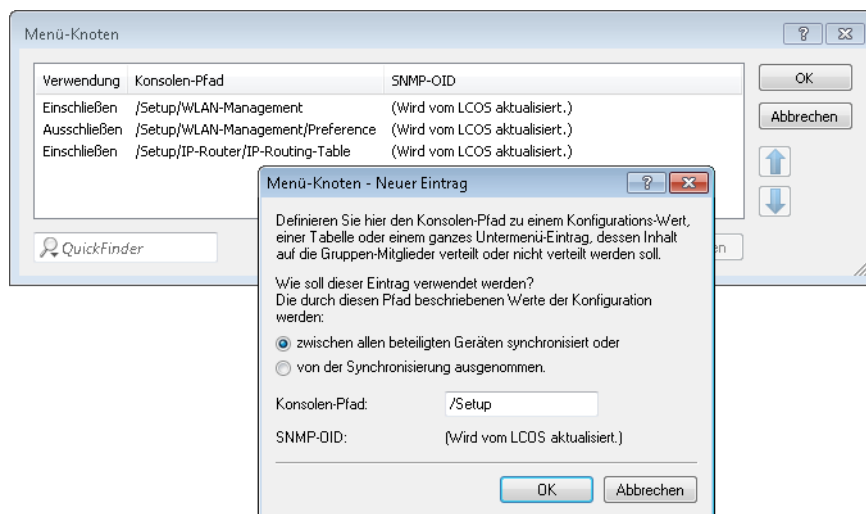 Menü-Knoten
Verwendung Konsolen-Pfad SNMP-OID
Einschließen /Setup/WLAN-Management (Wird vom LCOS aktualisiert.)
Ausschließen /Setup/WLAN-Management/Preference (Wird vom LCOS aktualisiert.)
Einschließen /Setup/IP-Router/IP-Routing-Table (Wird vom LCOS aktualisiert.)
OK
Abbrechen
QuickFinder
Menü-Knoten - Neuer Eintrag
Definieren Sie hier den Konsolen-Pfad zu einem Konfigurations-Wert,
einer Tabelle oder einem ganzes Untermenü-Eintrag, dessen Inhalt
auf die Gruppen-Mitglieder verteilt oder nicht verteilt werden soll.
Wie soll dieser Eintrag verwendet werden?
Die durch diesen Pfad beschriebenen Werte der Konfiguration
werden:
zwischen allen beteiligten Geräten synchronisiert oder
von der Synchronisierung ausgenommen.
Konsolen-Pfad: /Setup
SNMP-OID: (Wird vom LCOS aktualisiert.)
OK Abbrechen